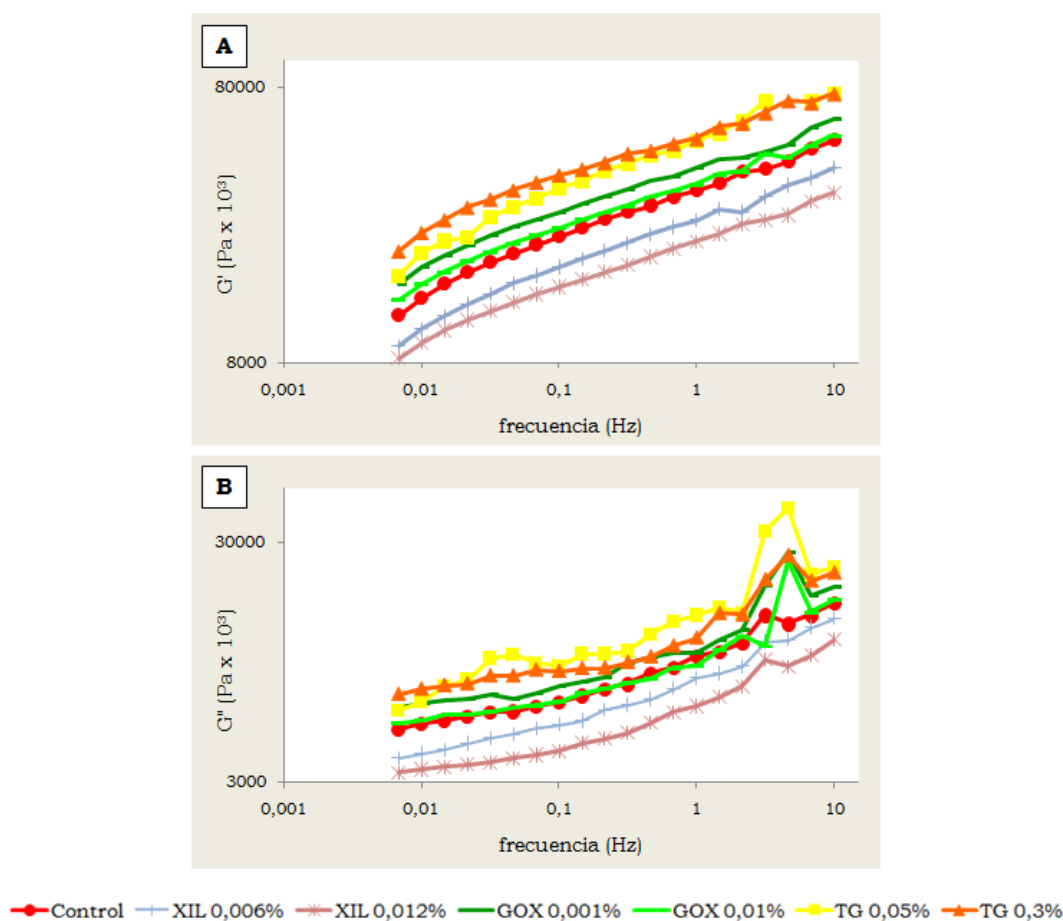 A
80000
G' (Pa x 10³)
8000
0,001 0,01 0,1 1 10
frecuencia (Hz)
B
30000
G" (Pa x 10³)
3000
0,001 0,01 0,1 1 10
frecuencia (Hz)
Control XIL 0,006% XIL 0,012% GOX 0,001% GOX 0,01% TG 0,05% TG 0,3%